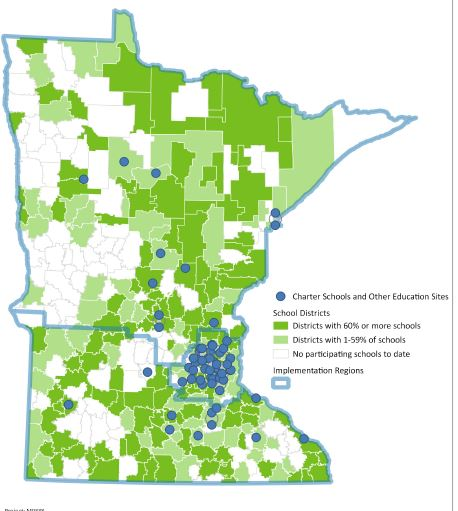 Charter Schools and Other Education Sites
School Districts
Districts with 60% or more schools
Districts with 1-59% of schools
No participating schools to date
Implementation Regions